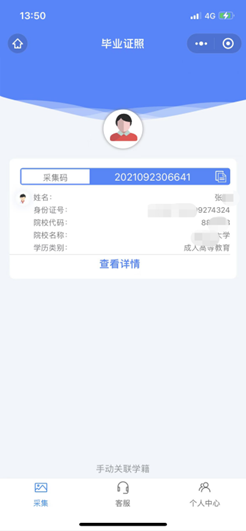 13:50
4G
毕业证照
采集码 2021092306641
姓名: 张
身份证号: 9274324
院校代码: 8
院校名称: 大学
学历类别: 成人高等教育
查看详情
手动关联学籍
采集 客服 个人中心